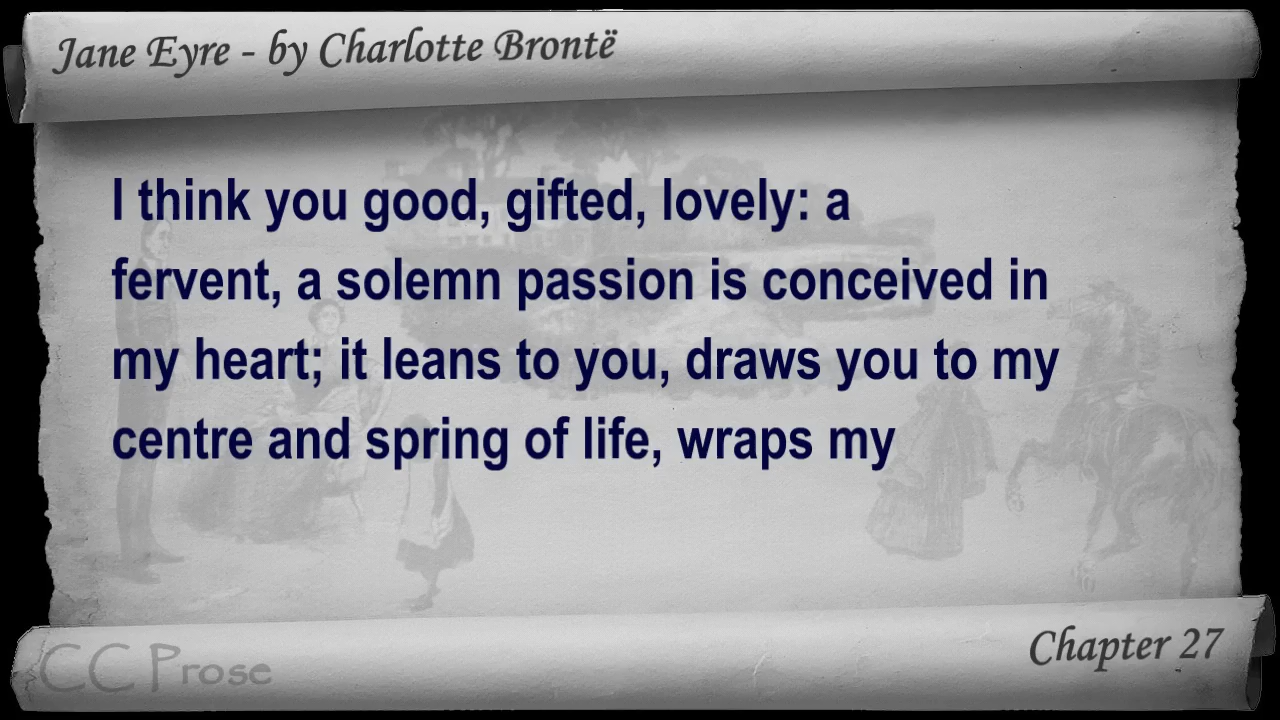 Jane Eyre - by Charlotte Brontë
I think you good, gifted, lovely: a
fervent, a solemn passion is conceived in
my heart; it leans to you, draws you to my
centre and spring of life, wraps my
CC Prose
Chapter 27